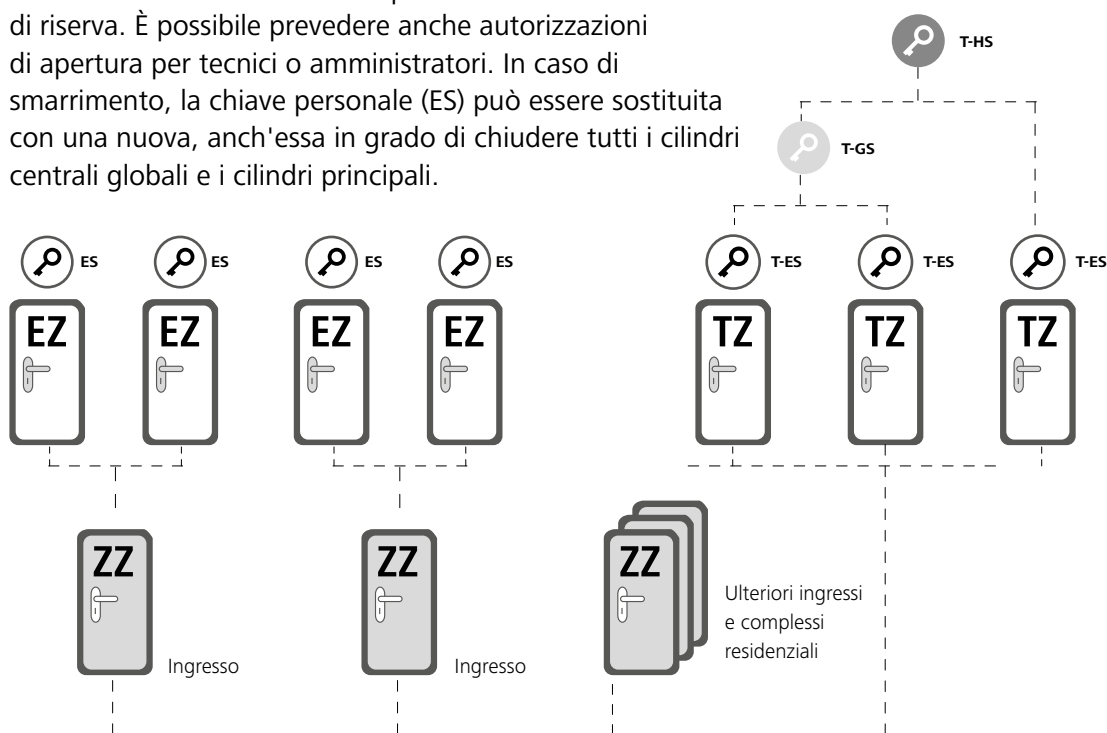 di riserva. È possibile prevedere anche autorizzazioni
di apertura per tecnici o amministratori. In caso di
smarrimento, la chiave personale (ES) può essere sostituita
con una nuova, anch'essa in grado di chiudere tutti i cilindri
centrali globali e i cilindri principali.
T-HS
T-GS
ES
ES
ES
ES
T-ES
T-ES
T-ES
EZ
EZ
EZ
EZ
TZ
TZ
TZ
ZZ
Ingresso
ZZ
Ingresso
ZZ
Ulteriori ingressi
e complessi
residenziali